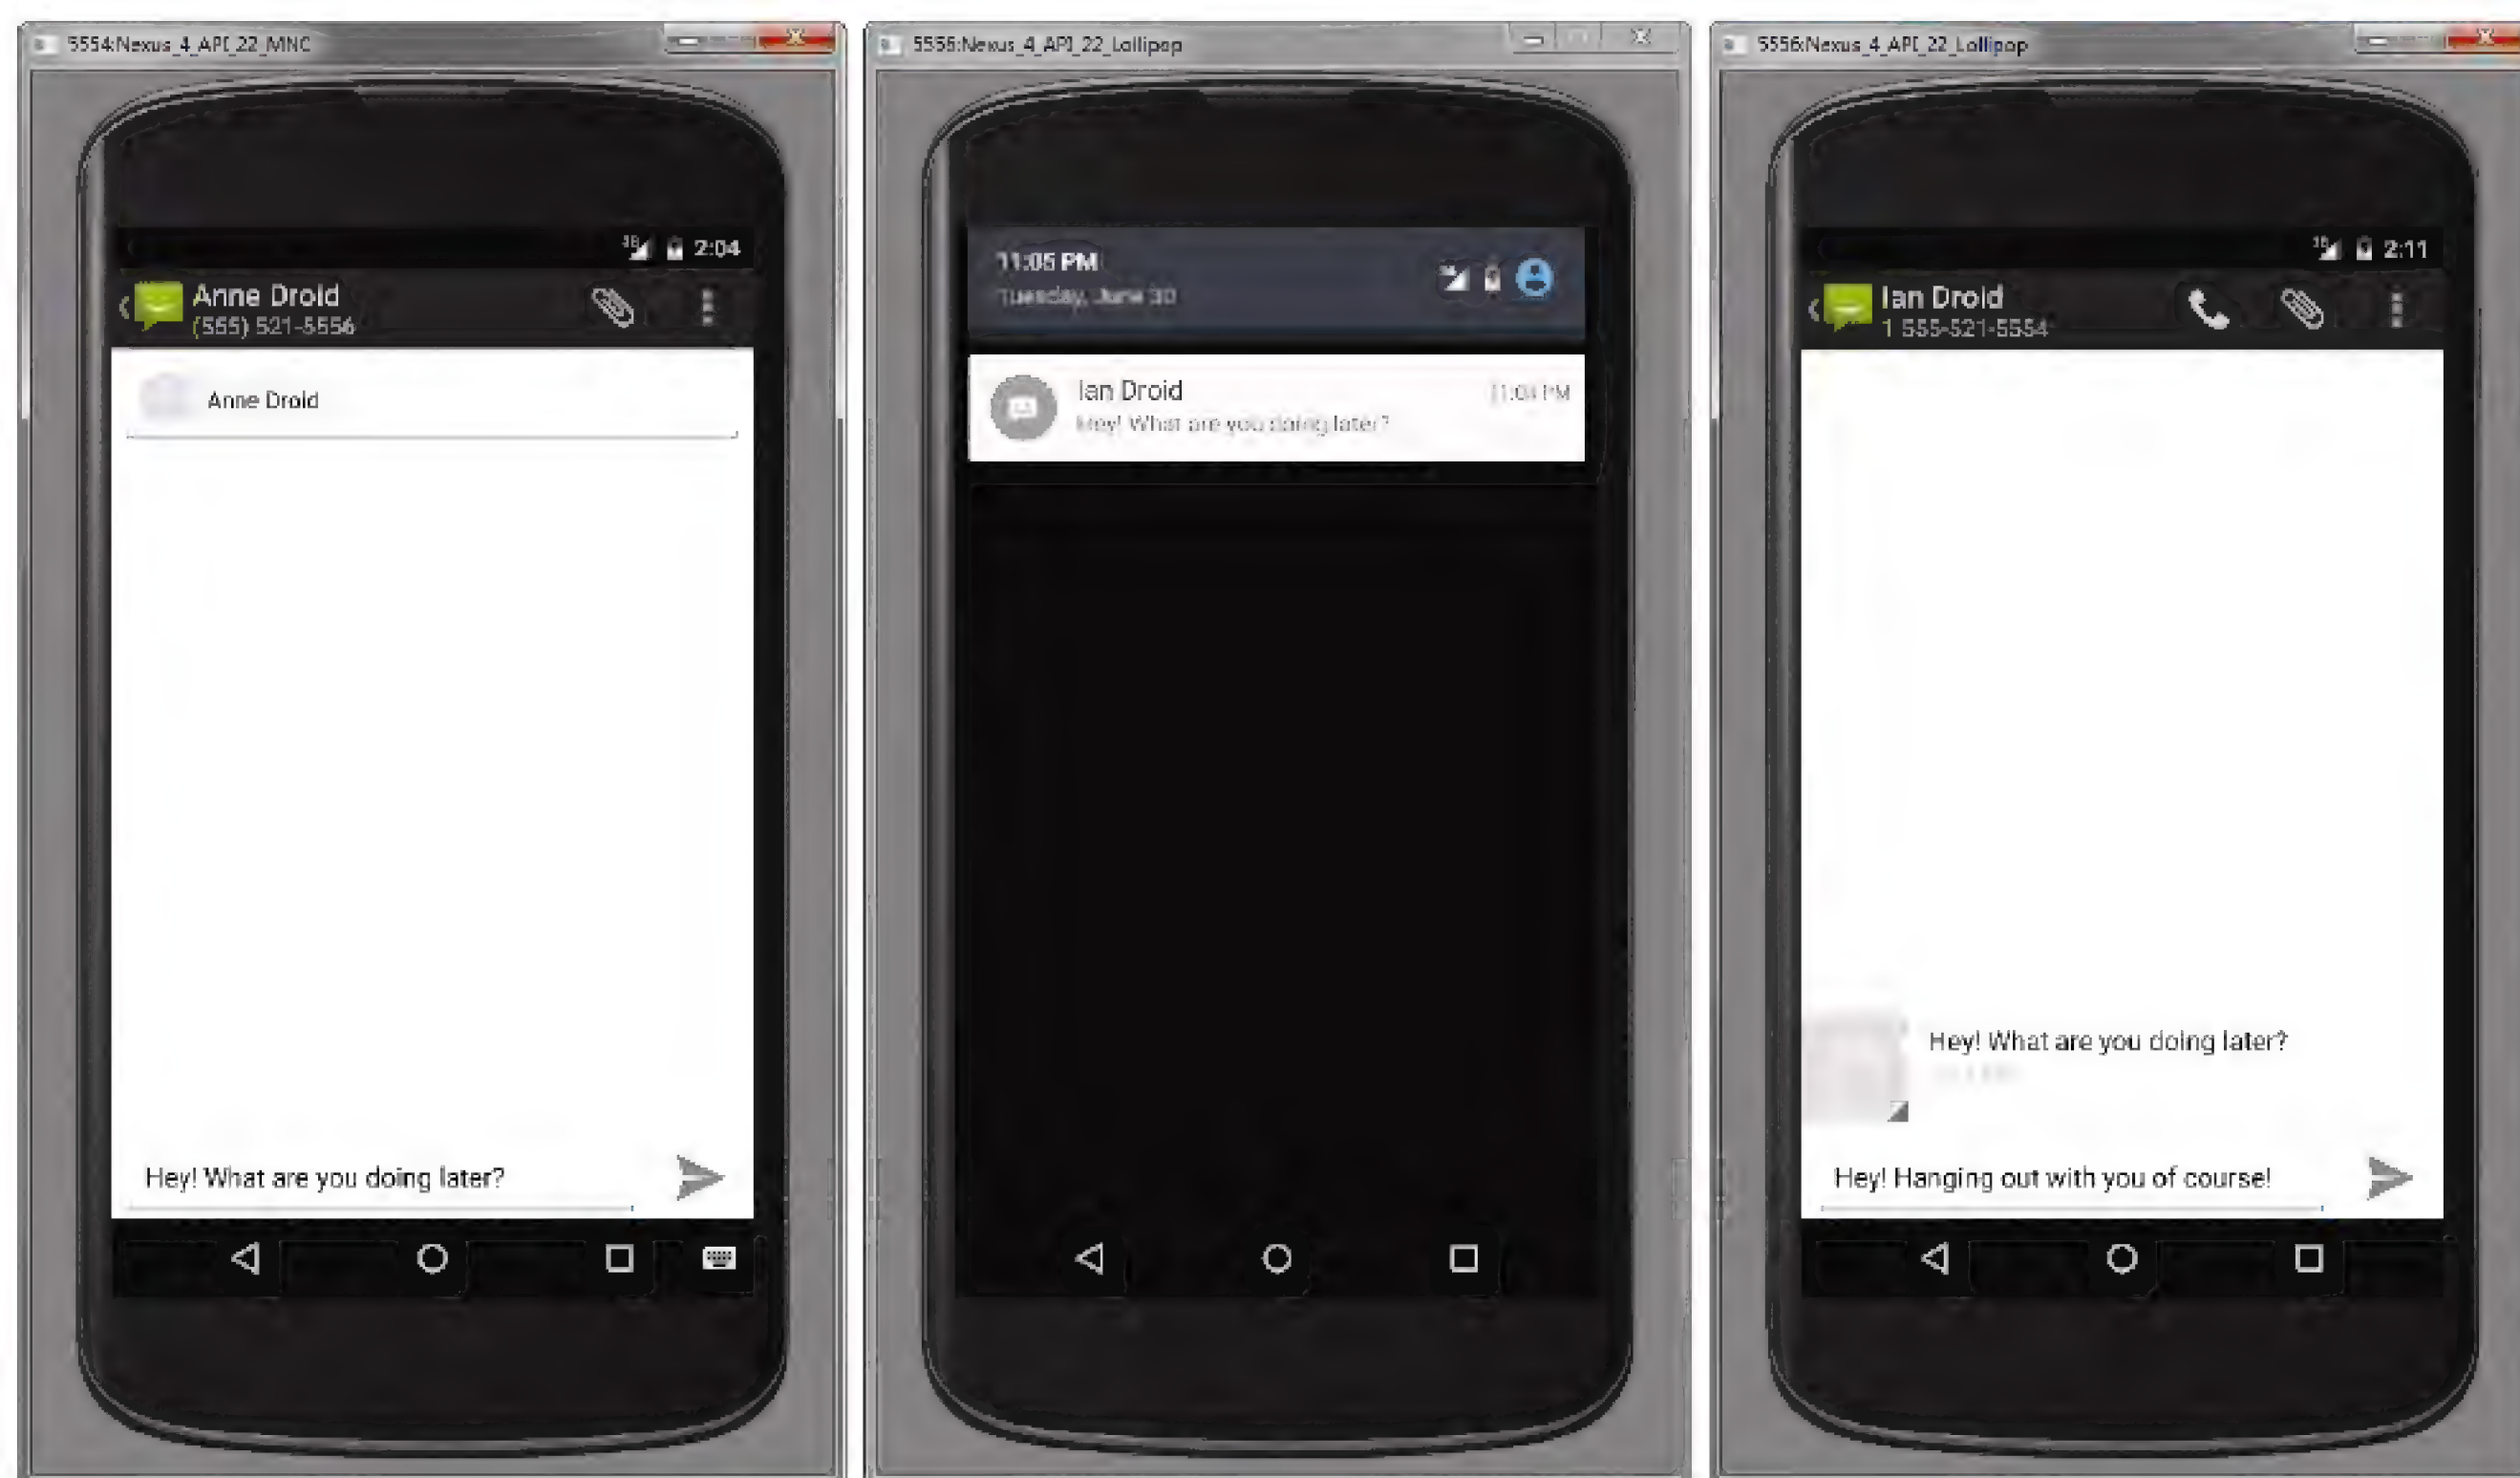 5554:Nexus_4_API_22_MNC
2:04
Anne Droid
(555) 521-5556
Anne Droid
Hey! What are you doing later?
5556:Nexus_4_API_22_Lollipop
11:05 PM
Tuesday, June 30
Ian Droid
Hey! What are you doing later?
5556:Nexus_4_API_22_Lollipop
2:11
Ian Droid
1 555-521-5554
Hey! What are you doing later?
Hey! Hanging out with you of course!